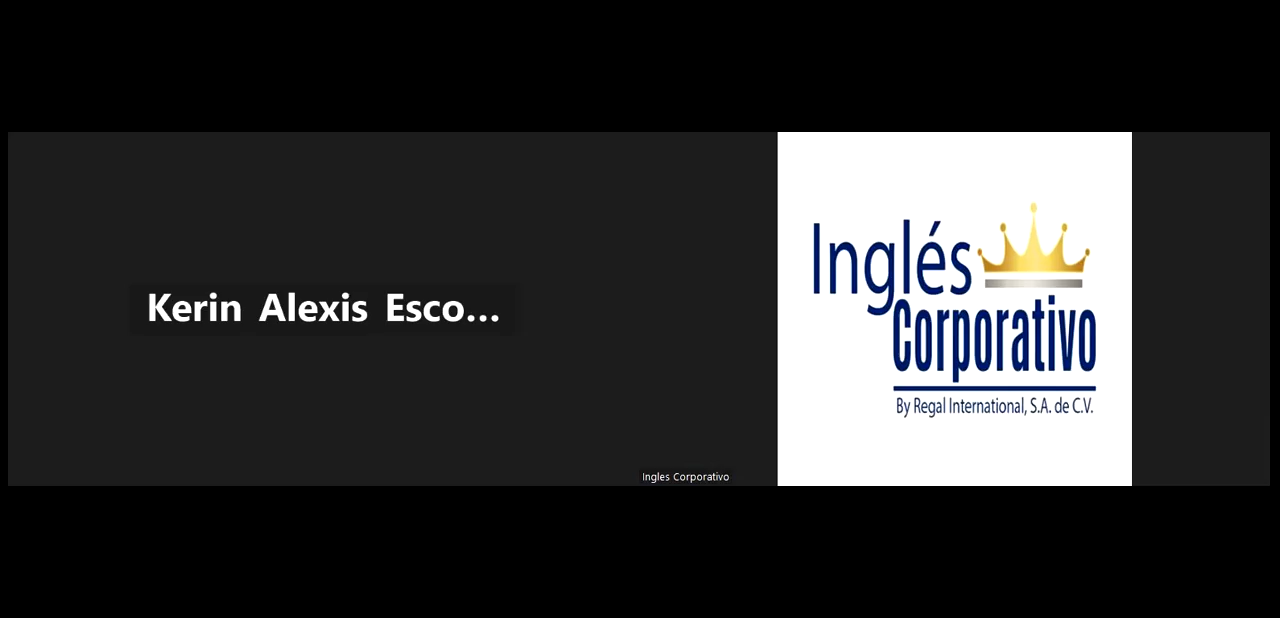 Kerin Alexis Esco...
Inglés
Corporativo
By Regal International, S.A. de C.V.
Ingles Corporativo